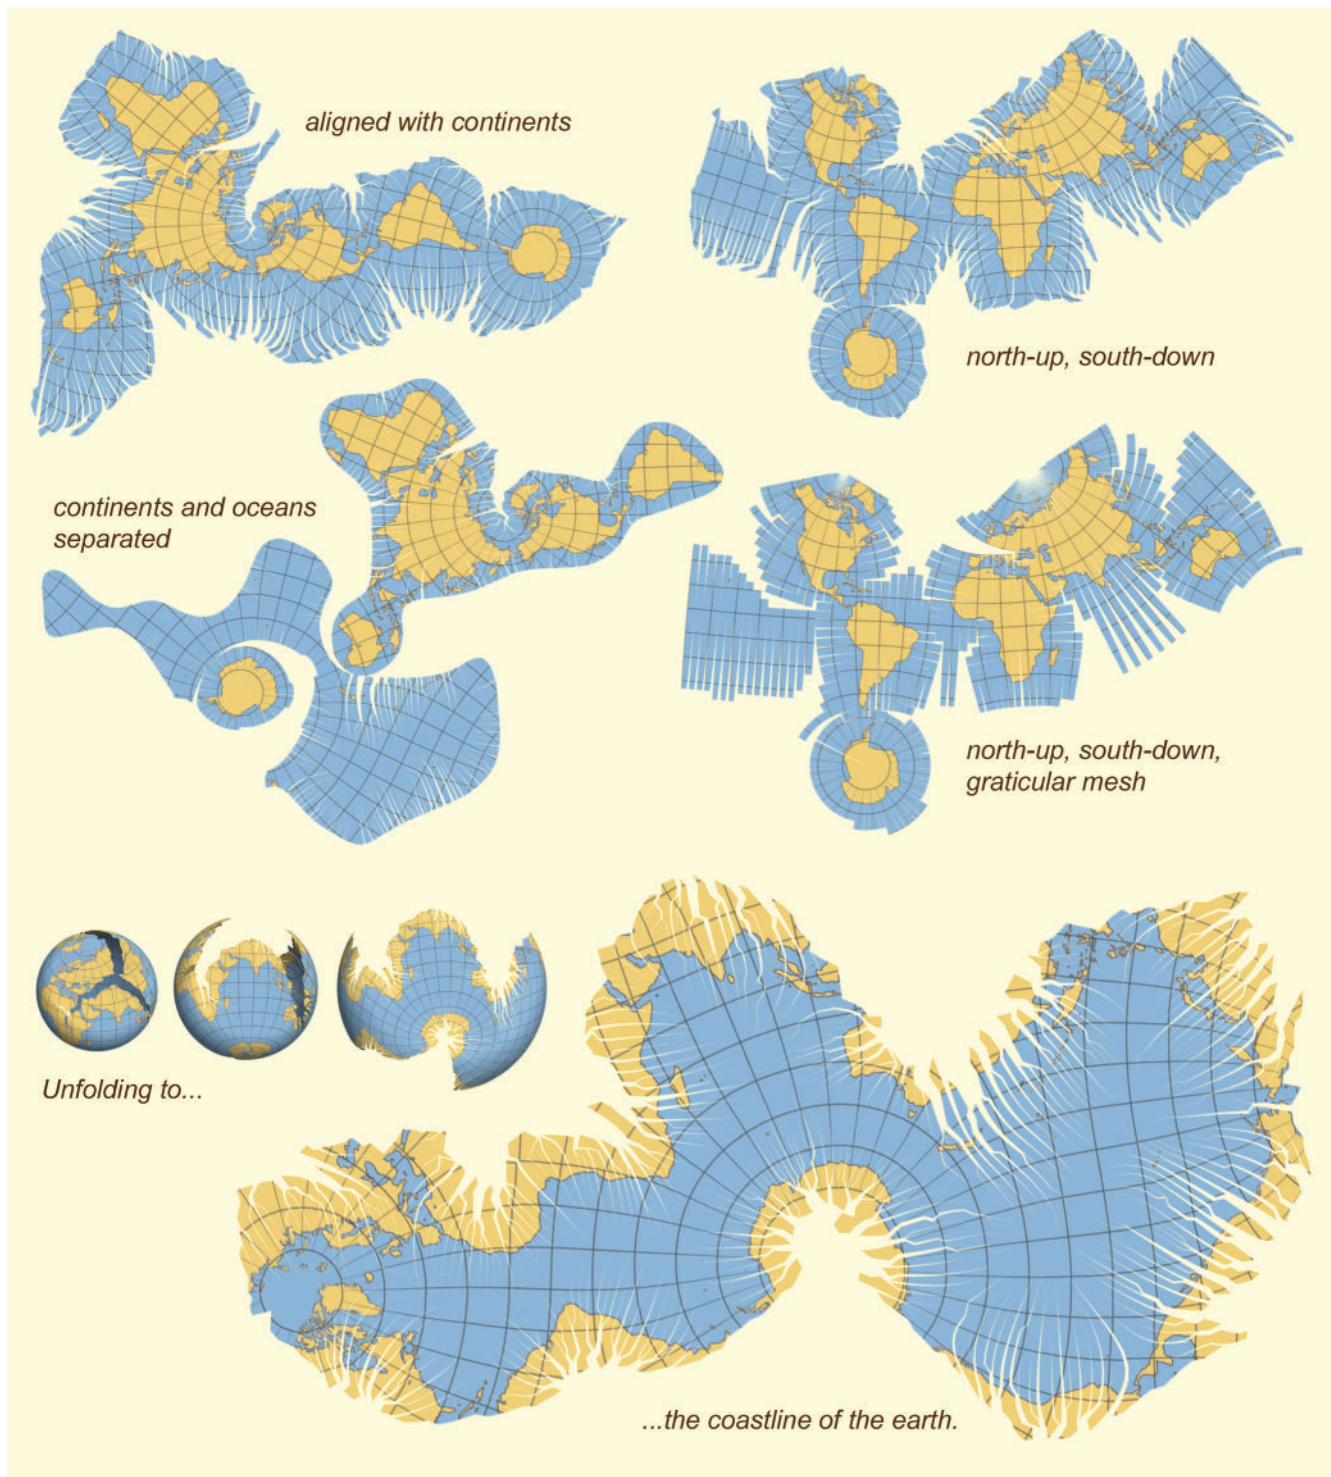 aligned with continents
north-up, south-down
continents and oceans
separated
north-up, south-down,
graticular mesh
Unfolding to...
...the coastline of the earth.